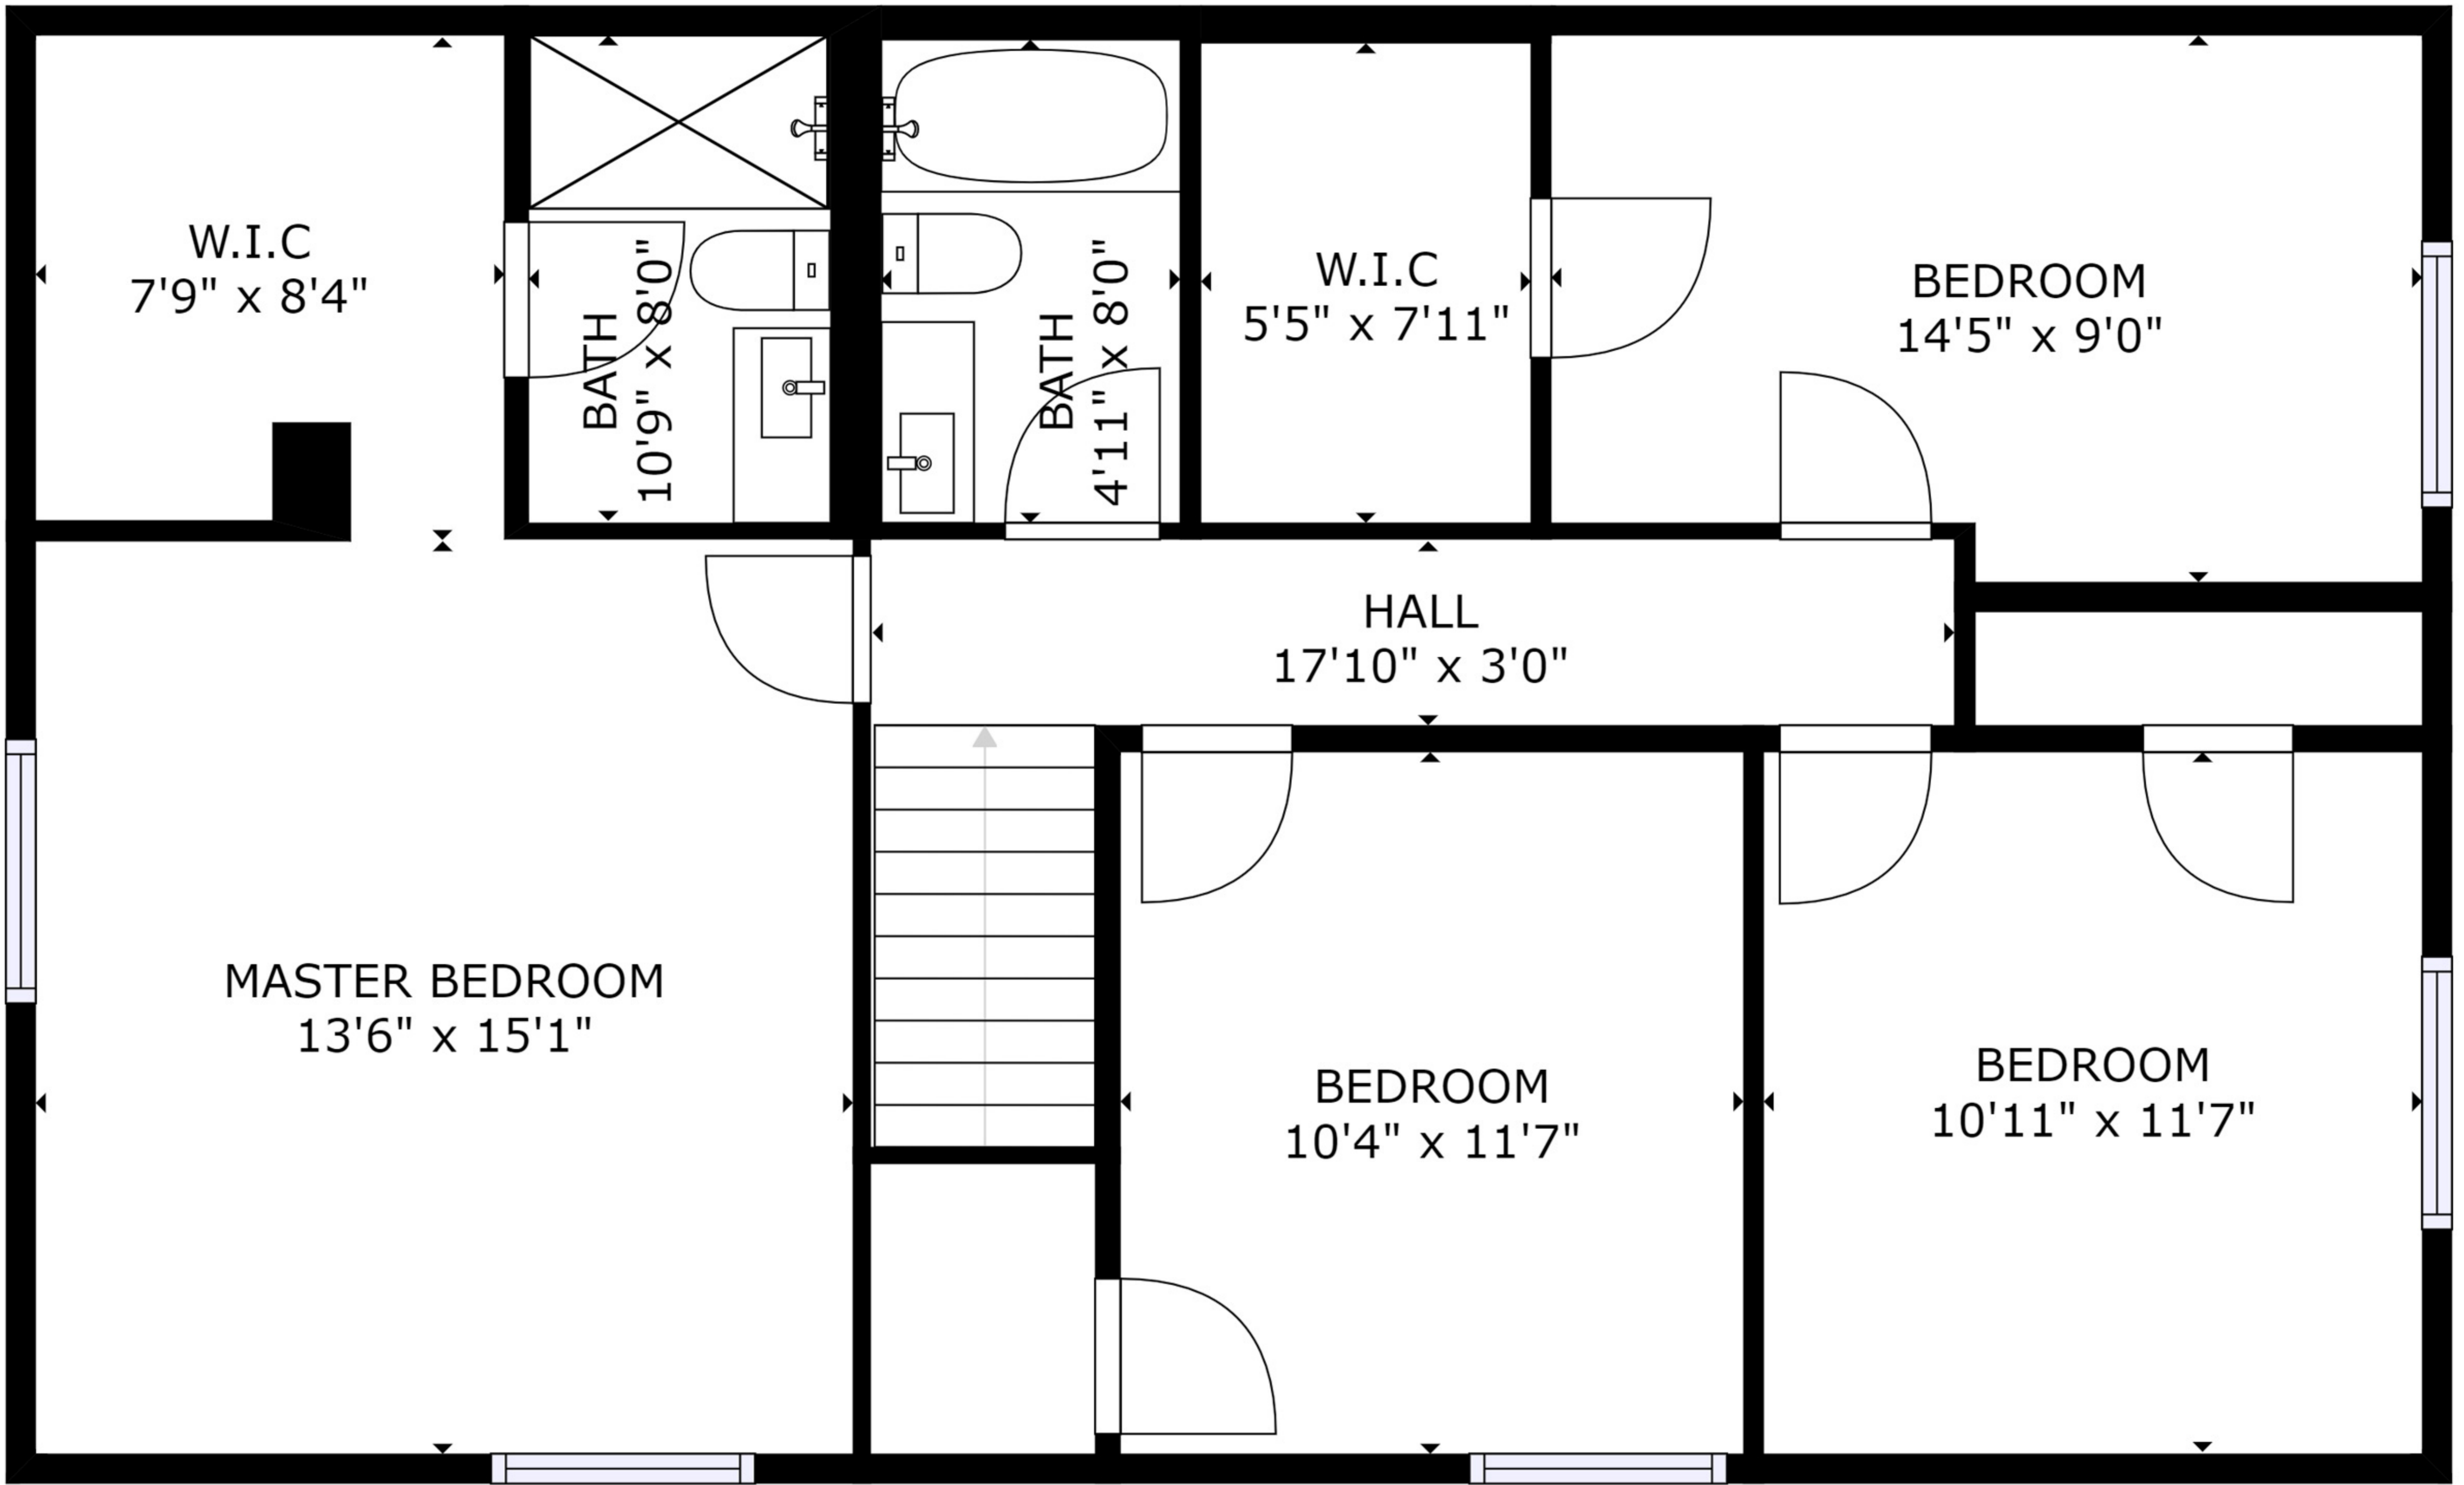 W.I.C
7'9" x 8'4"
BATH
10'9" x 8'0"
BATH
4'11" x 8'0"
W.I.C
5'5" x 7'11"
BEDROOM
14'5" x 9'0"
HALL
17'10" x 3'0"
MASTER BEDROOM
13'6" x 15'1"
BEDROOM
10'4" x 11'7"
BEDROOM
10'11" x 11'7"